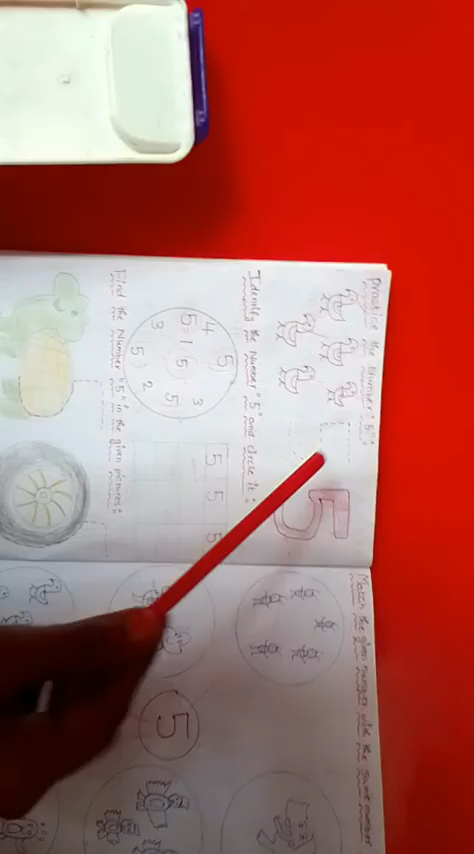 Practice the Number "5":
5
Identify the Number "5" and circle it:
4 5
5 1 5 3
3 5 2 5
5 5 5
Find the Number "5" in the given pictures:
Match the given number with the same number
5